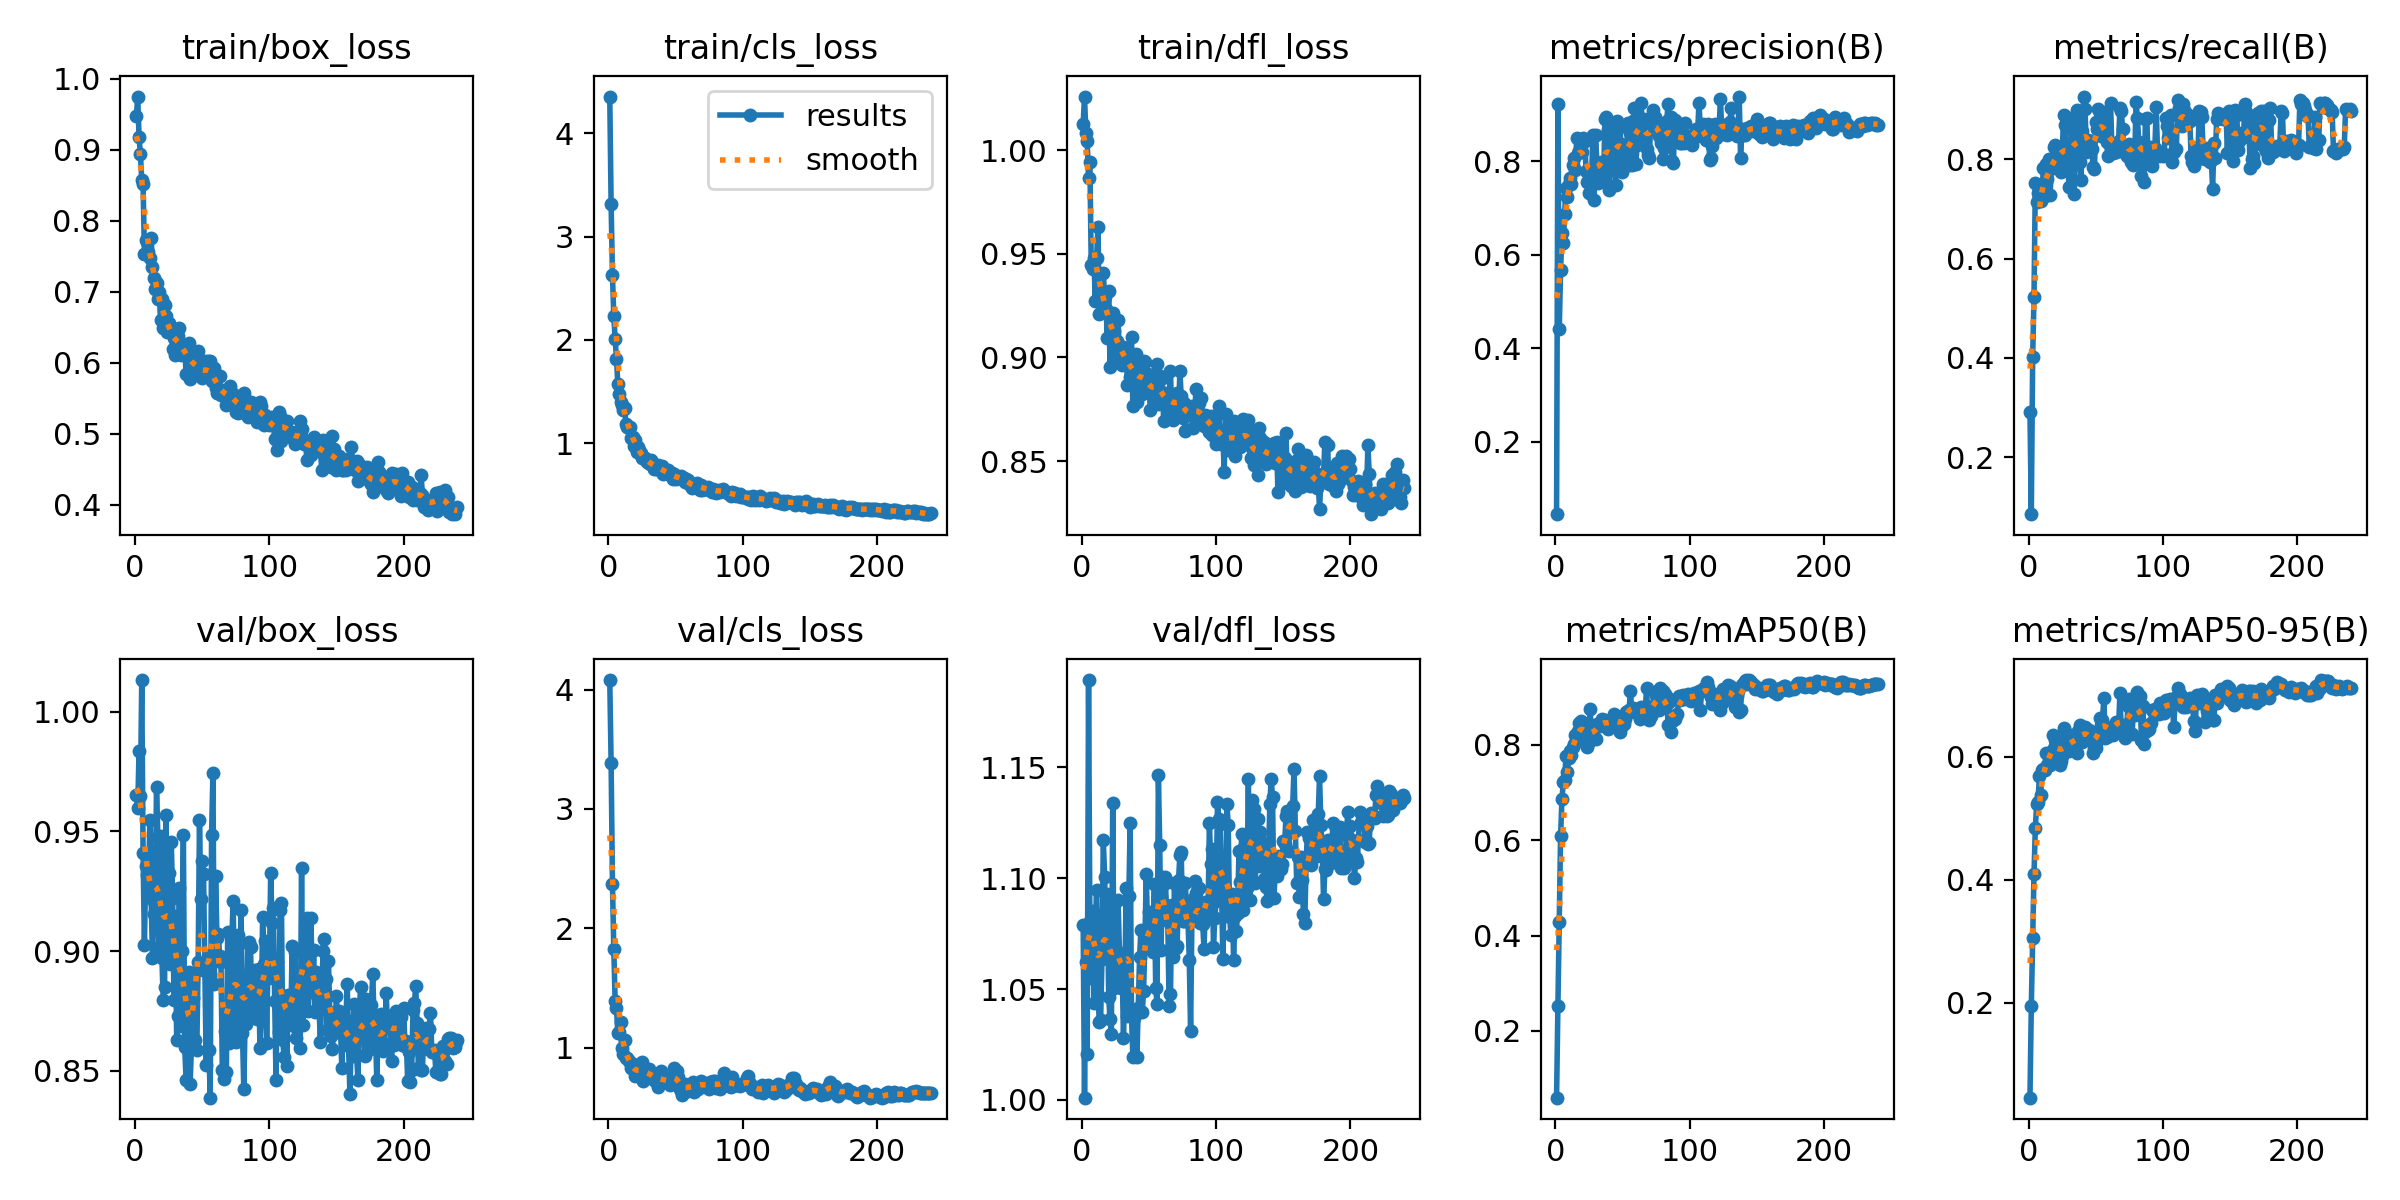 train/box_loss
train/cls_loss
train/dfl_loss
metrics/precision(B)
metrics/recall(B)
1.0
0.9
0.8
0.7
0.6
0.5
0.4
0 100 200
results
smooth
4
3
2
1
0 100 200
1.00
0.95
0.90
0.85
0 100 200
0.8
0.6
0.4
0.2
0 100 200
0.8
0.6
0.4
0.2
0 100 200
val/box_loss
val/cls_loss
val/dfl_loss
metrics/mAP50(B)
metrics/mAP50-95(B)
1.00
0.95
0.90
0.85
0 100 200
4
3
2
1
0 100 200
1.15
1.10
1.05
1.00
0 100 200
0.8
0.6
0.4
0.2
0 100 200
0.6
0.4
0.2
0 100 200